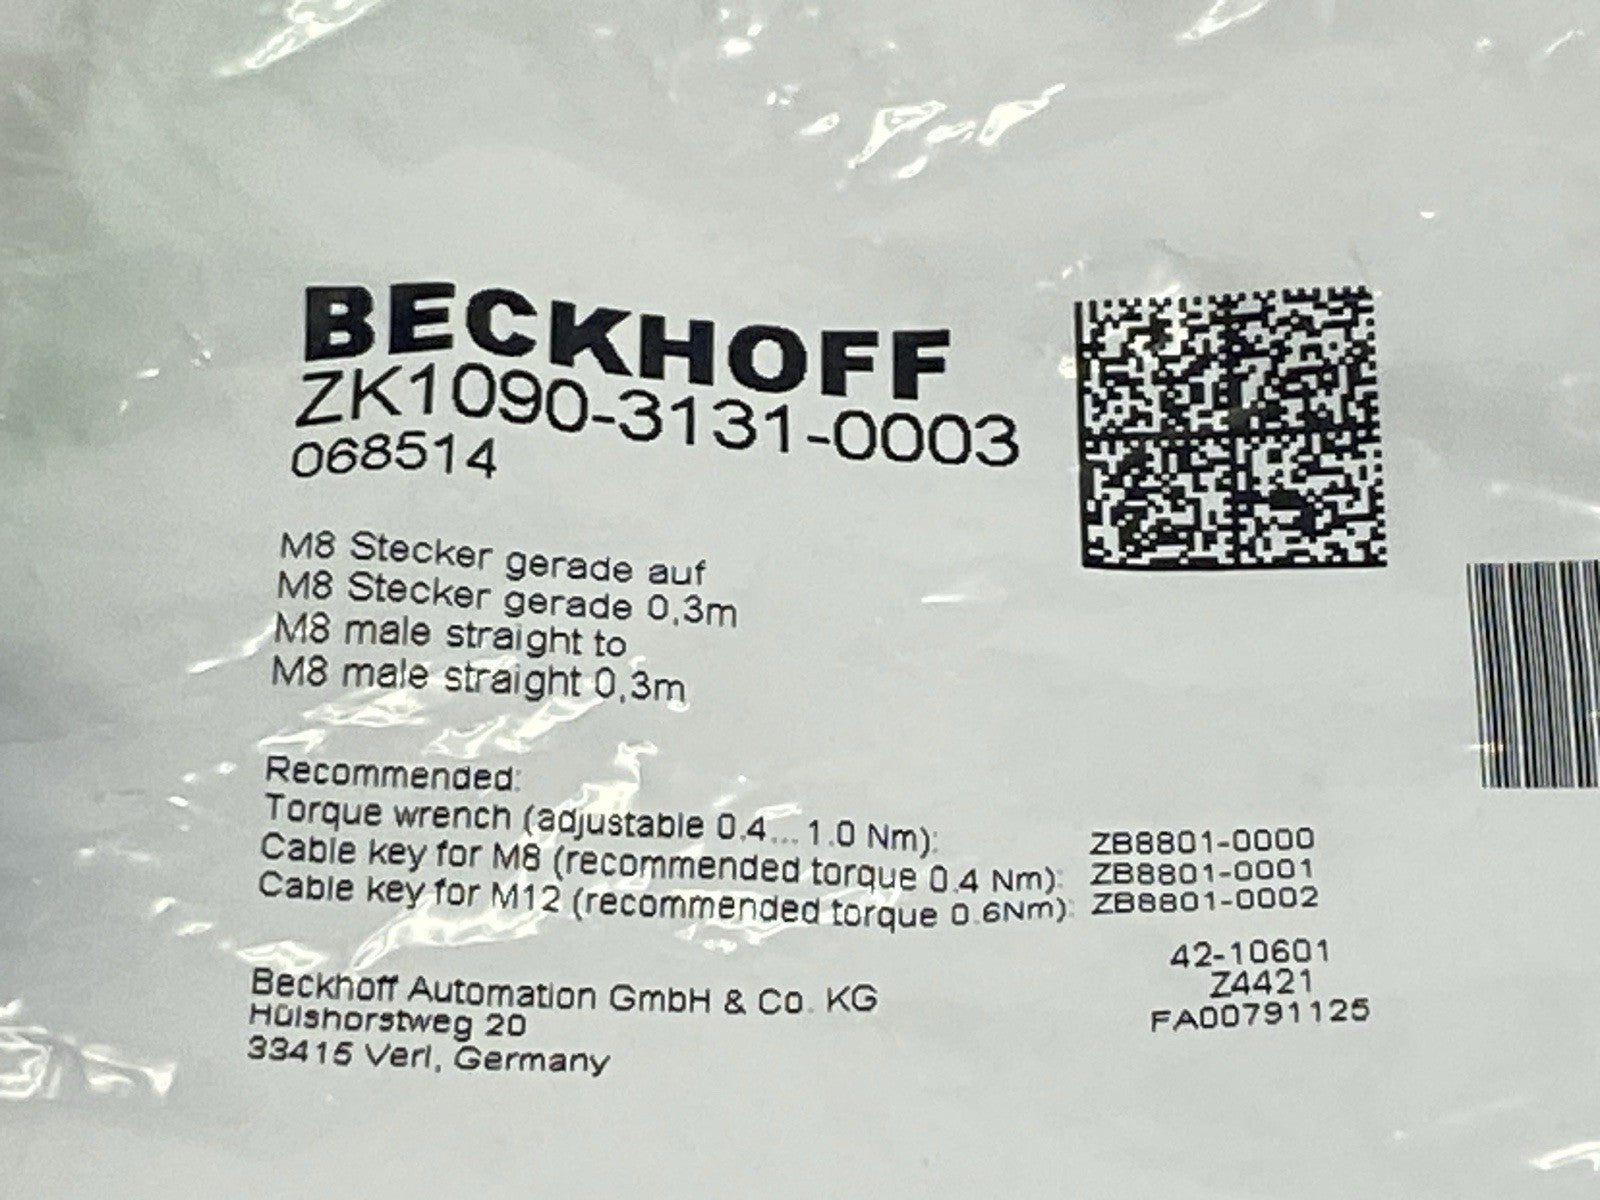 BECKHOFF
ZK1090-3131-0003
068514
M8 Stecker gerade auf
M8 Stecker gerade 0,3m
M8 male straight to
M8 male straight 0,3m
Recommended:
Torque wrench (adjustable 0.4... 1.0 Nm): ZB8801-0000
Cable key for M8 (recommended torque 0.4 Nm): ZB8801-0001
Cable key for M12 (recommended torque 0.6Nm): ZB8801-0002
42-10601
Z4421
FA00791125
Beckhoff Automation GmbH & Co. KG
Hülshorstweg 20
33415 Verl, Germany